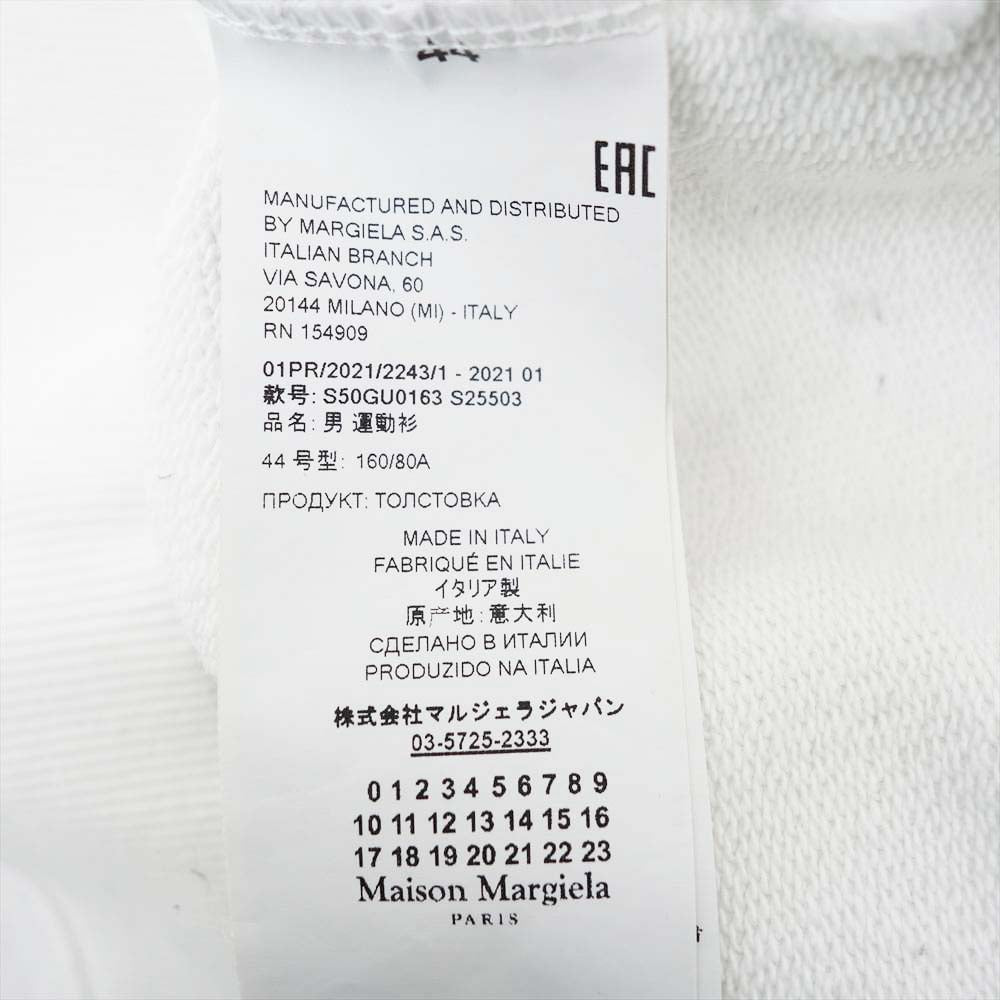 44
EAC
MANUFACTURED AND DISTRIBUTED
BY MARGIELA S.A.S.
ITALIAN BRANCH
VIA SAVONA, 60
20144 MILANO (MI) - ITALY
RN 154909
01PR/2021/2243/1 - 2021 01
款号: S50GU0163 S25503
品名: 男 運動衫
44 号型: 160/80A
ПРОДУКТ: ТОЛСТОВКА
MADE IN ITALY
FABRIQUÉ EN ITALIE
イタリア製
原产地: 意大利
СДЕЛАНО В ИТАЛИИ
PRODUZIDO NA ITALIA
株式会社マルジェラジャパン
03-5725-2333
0 1 2 3 4 5 6 7 8 9
10 11 12 13 14 15 16
17 18 19 20 21 22 23
Maison Margiela
PARIS